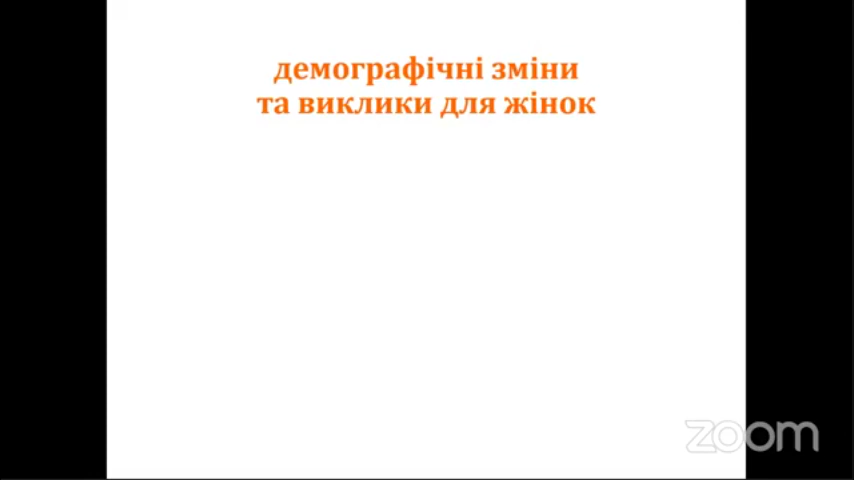 демографічні зміни
та виклики для жінок
zoom